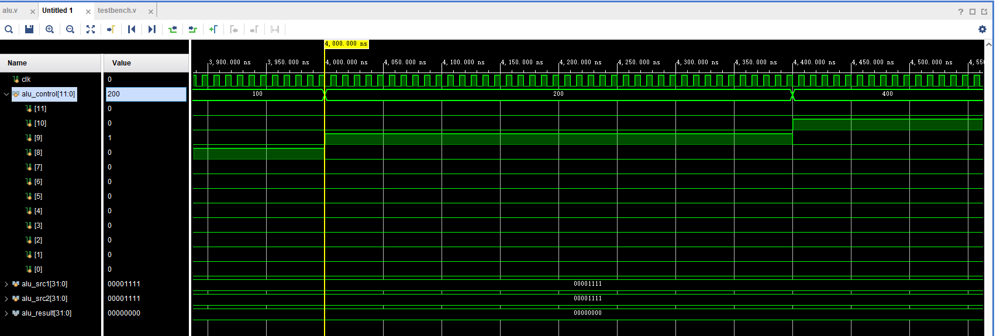 alu.v × Untitled 1 × testbench.v × ?
4,000.000 ns
Name Value
3,900.000 ns 3,950.000 ns 4,000.000 ns 4,050.000 ns 4,100.000 ns 4,150.000 ns 4,200.000 ns 4,250.000 ns 4,300.000 ns 4,350.000 ns 4,400.000 ns 4,450.000 ns 4,500.000 ns 4,550
clk 0
alu_control[11:0] 200 100 200 400
[11] 0
[10] 0
[9] 1
[8] 0
[7] 0
[6] 0
[5] 0
[4] 0
[3] 0
[2] 0
[1] 0
[0] 0
alu_src1[31:0] 00001111 00001111
alu_src2[31:0] 00001111 00001111
alu_result[31:0] 00000000 00000000